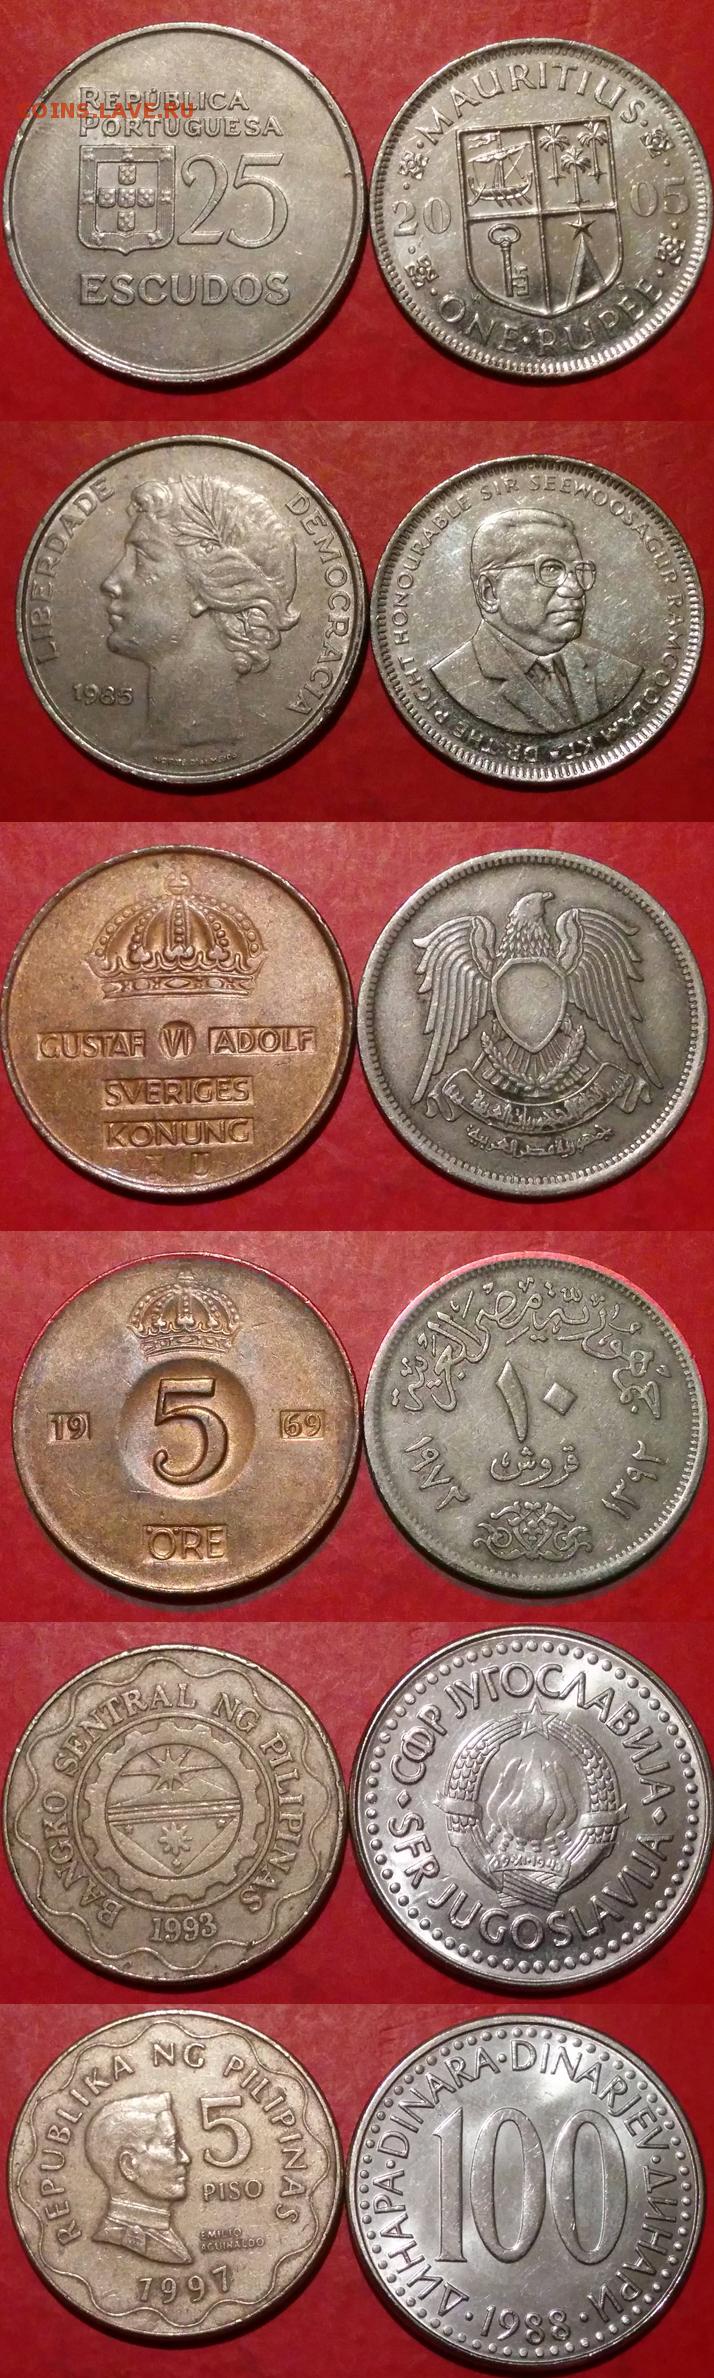 COINS.LAVE.RU
REPÚBLICA
PORTUGUESA
25
ESCUDOS
· MAURITIUS ·
20 05
· ONE · RUPEE ·
LIBERDADE
DEMOCRACIA
1985
THE RIGHT HONOURABLE SIR SEEWOOSAGUR RAMGOOLAM KT
GUSTAF VI ADOLF
SVERIGES
KONUNG
U
جمهورية مصر العربية
5
19 69
ÖRE
جمهورية مصر العربية
١٠
قروش
١٩٧٢ ١٣٩٢
BANGKO SENTRAL NG PILIPINAS
1993
СФР ЈУГОСЛАВИЈА
SFR JUGOSLAVIJA
REPUBLIKA NG PILIPINAS
5
PISO
EMILIO
AGUINALDO
1997
ДИНАРА · DINARA · DINARJEV · ДИНАРИ
100
· 1988 ·